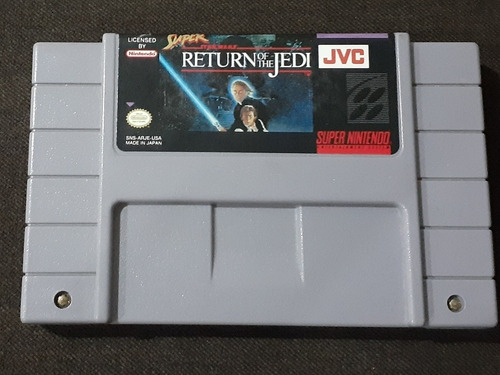 LICENSED
BY
Nintendo
SUPER
STAR WARS
RETURN OF THE JEDI
JVC
SNS-ARJE-USA
MADE IN JAPAN
SUPER NINTENDO
ENTERTAINMENT SYSTEM